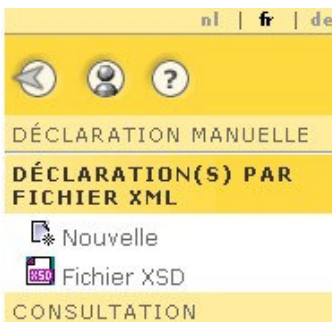 nl | fr | de
?
DÉCLARATION MANUELLE
DÉCLARATION(S) PAR
FICHIER XML
Nouvelle
XSD Fichier XSD
CONSULTATION